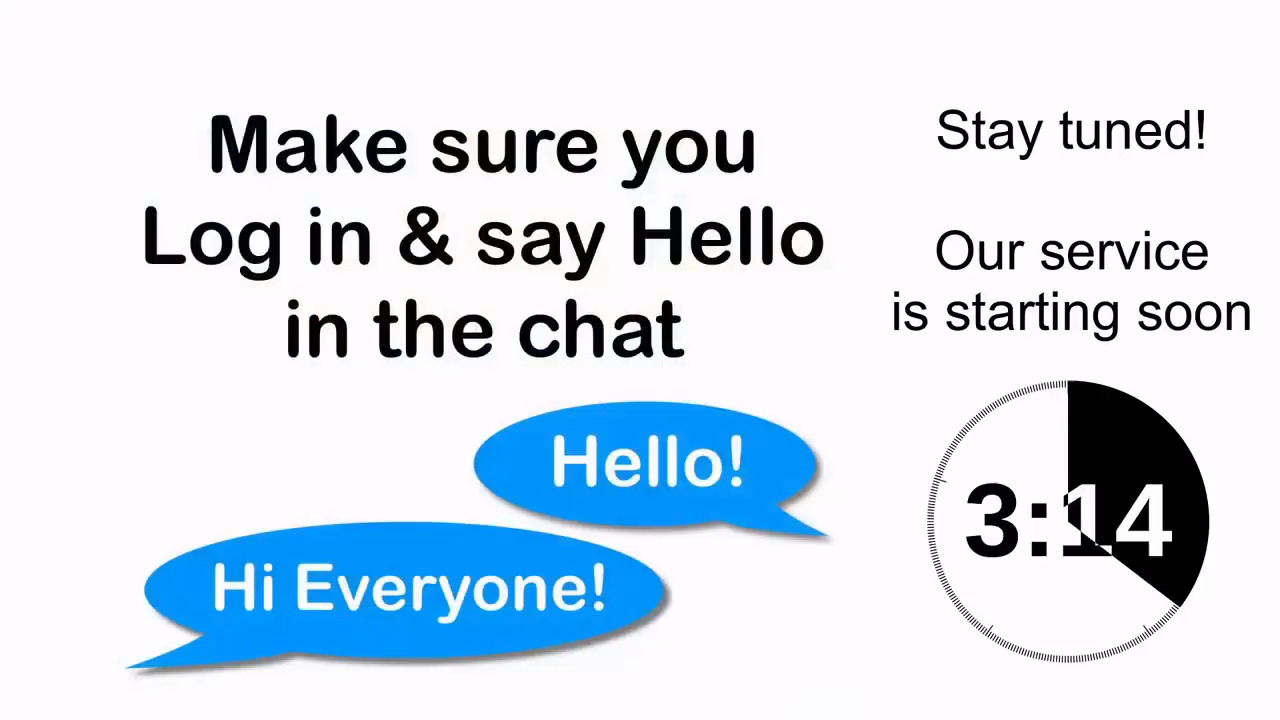 Make sure you
Log in & say Hello
in the chat
Hello!
Hi Everyone!
Stay tuned!
Our service
is starting soon
3:14